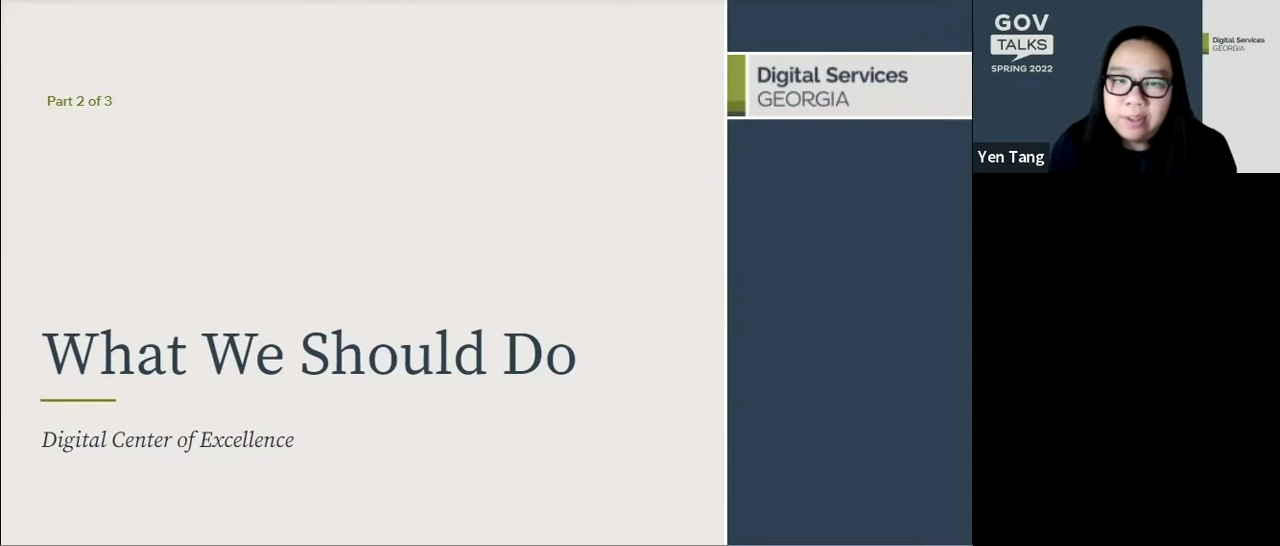 Part 2 of 3
What We Should Do
Digital Center of Excellence
Digital Services
GEORGIA
GOV
TALKS
SPRING 2022
Digital Services
GEORGIA
Yen Tang